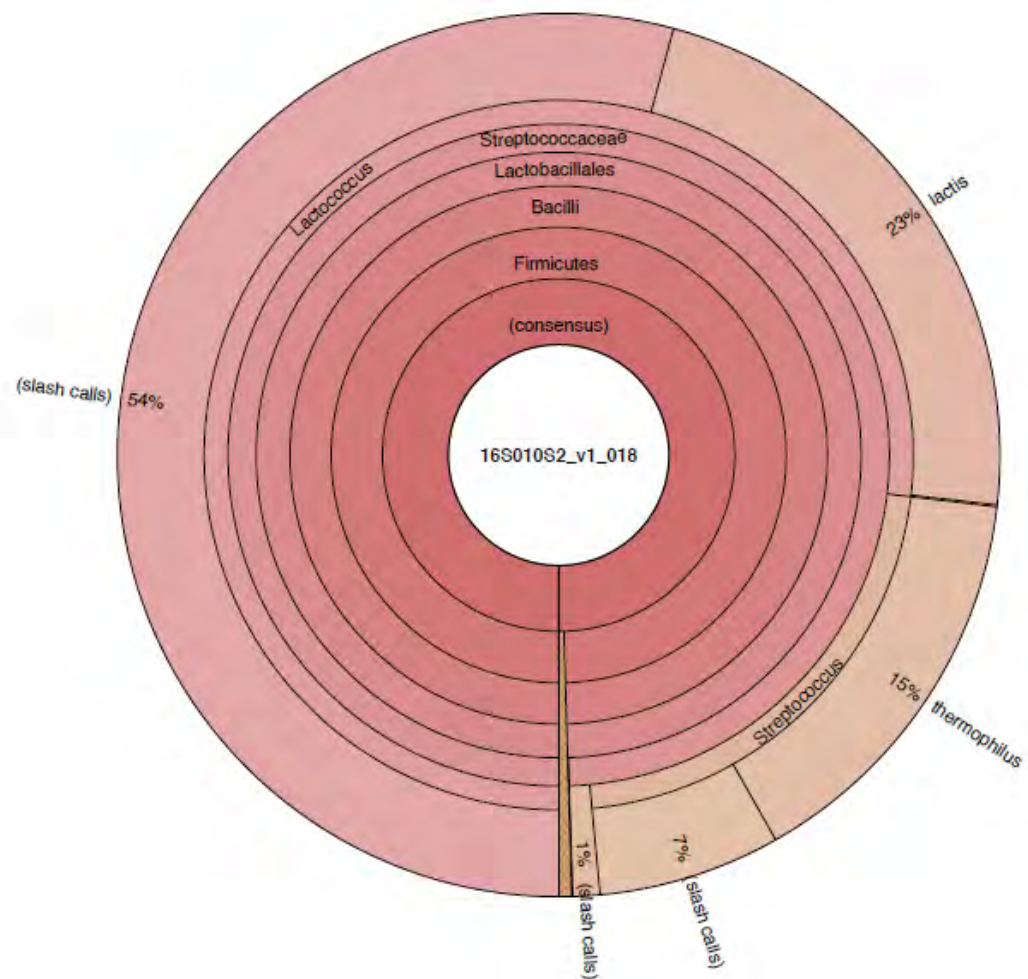 Streptococcaceae
Lactobacillales
Lactococcus
Bacilli
23% lactis
Firmicutes
(consensus)
(slash calls) 54%
16S010S2_v1_018
Streptococcus
15% thermophilus
7% (slash calls)
1% (slash calls)